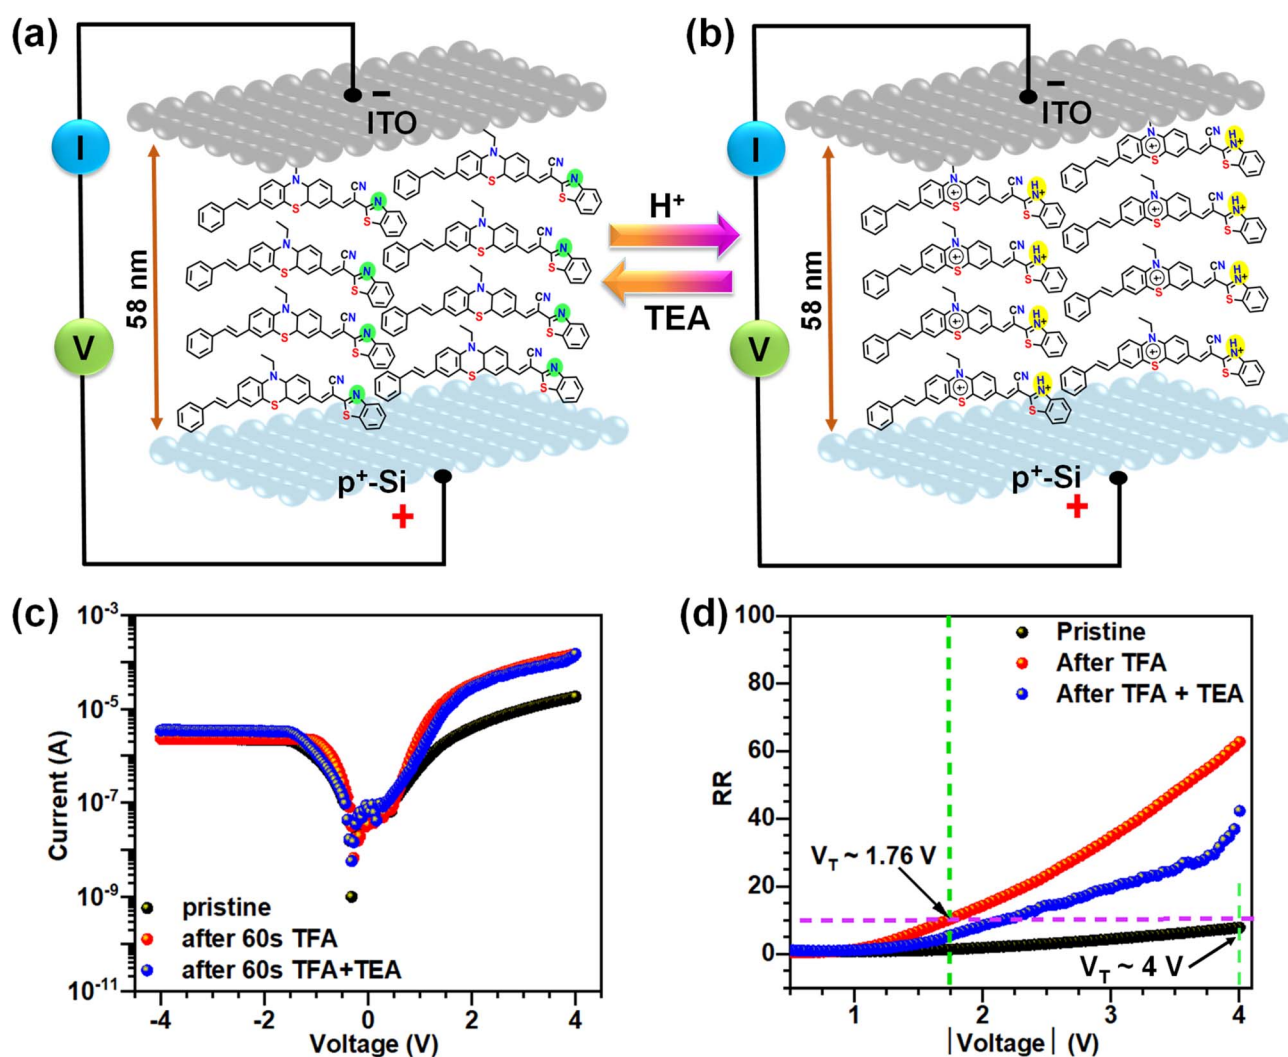 (a)
I
V
58 nm
−
ITO
p⁺-Si
+
H⁺
TEA
(b)
I
V
58 nm
−
ITO
p⁺-Si
+
(c)
Current (A)
10⁻³
10⁻⁵
10⁻⁷
10⁻⁹
10⁻¹¹
pristine
after 60s TFA
after 60s TFA+TEA
-4 -2 0 2 4
Voltage (V)
(d)
RR
100
80
60
40
20
0
Pristine
After TFA
After TFA + TEA
V_T ~ 1.76 V
V_T ~ 4 V
1 2 3 4
|Voltage| (V)